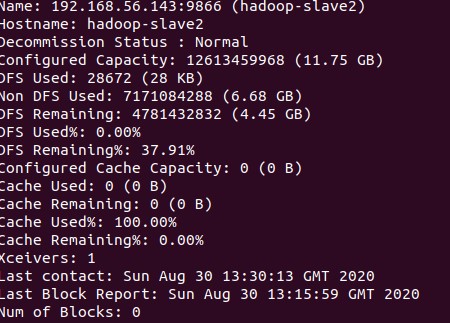 Name: 192.168.56.143:9866 (hadoop-slave2)
Hostname: hadoop-slave2
Decommission Status : Normal
Configured Capacity: 12613459968 (11.75 GB)
DFS Used: 28672 (28 KB)
Non DFS Used: 7171084288 (6.68 GB)
DFS Remaining: 4781432832 (4.45 GB)
DFS Used%: 0.00%
DFS Remaining%: 37.91%
Configured Cache Capacity: 0 (0 B)
Cache Used: 0 (0 B)
Cache Remaining: 0 (0 B)
Cache Used%: 100.00%
Cache Remaining%: 0.00%
Xceivers: 1
Last contact: Sun Aug 30 13:30:13 GMT 2020
Last Block Report: Sun Aug 30 13:15:59 GMT 2020
Num of Blocks: 0